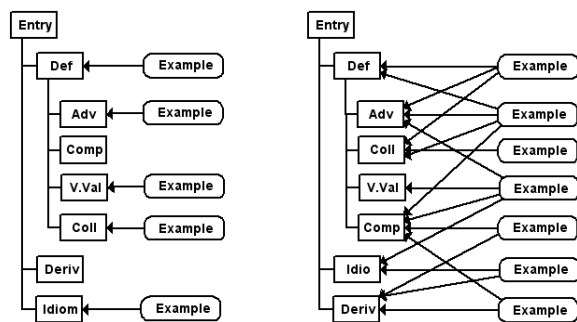 Entry
Def Example
Adv Example
Comp
V.Val Example
Coll Example
Deriv
Idiom Example
Entry
Def Example
Adv Example
Coll Example
V.Val Example
Comp Example
Idio Example
Deriv Example